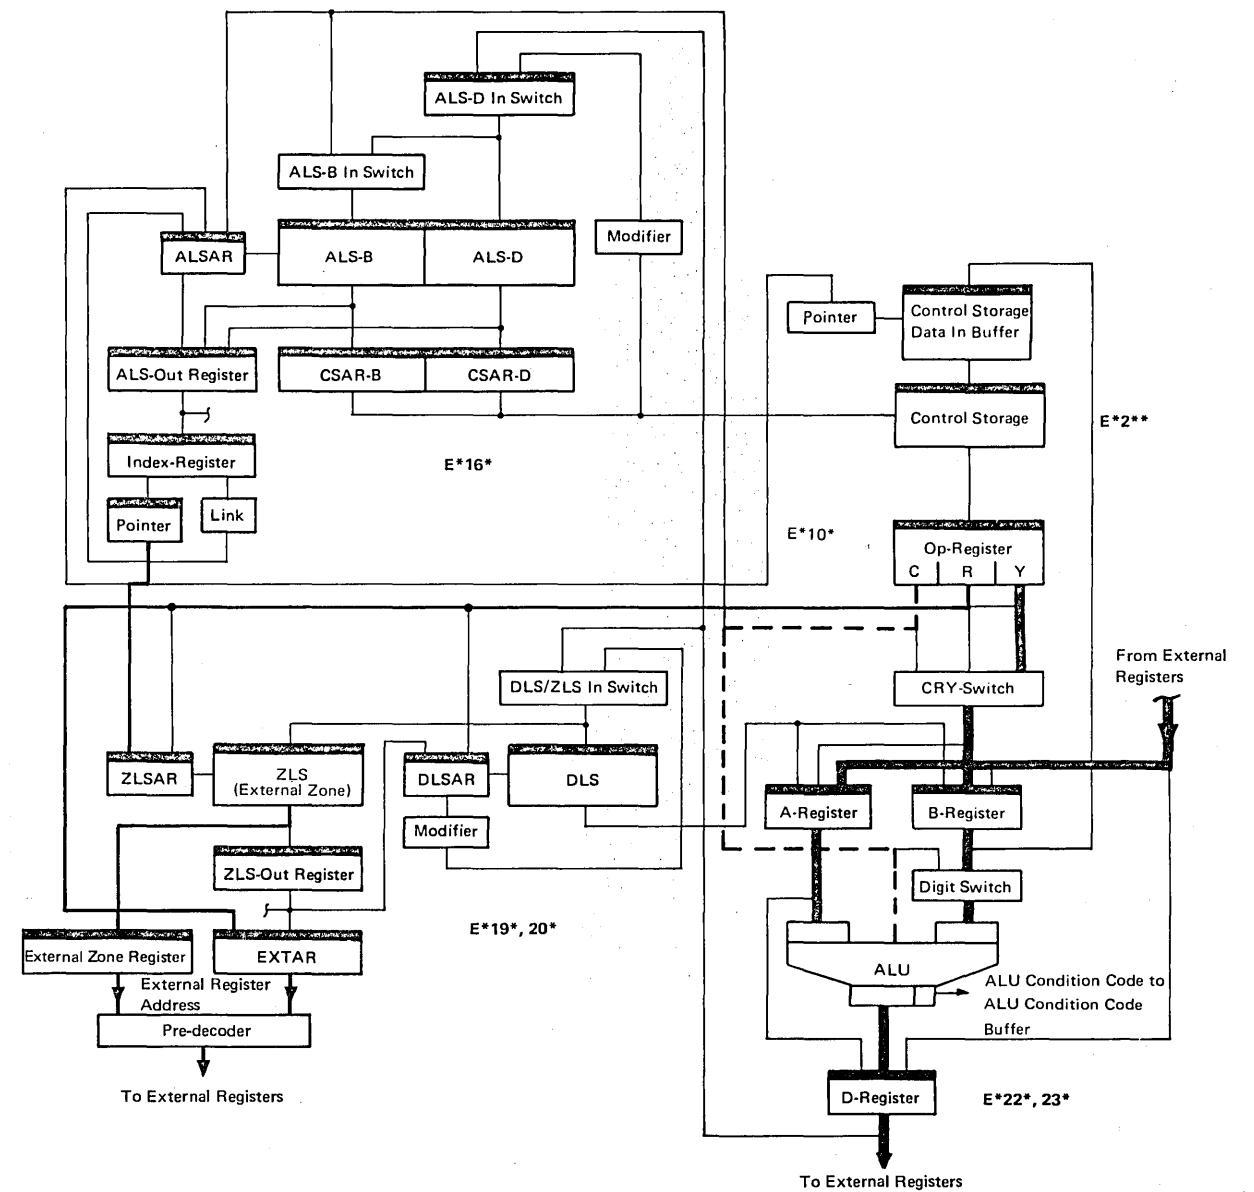 ALS-D In Switch
ALS-B In Switch
ALSAR
ALS-B
ALS-D
Modifier
Pointer
Control Storage
Data In Buffer
ALS-Out Register
CSAR-B
CSAR-D
Control Storage
E*2**
Index-Register
E*16*
Pointer
Link
E*10*
Op-Register
C
R
Y
From External
Registers
DLS/ZLS In Switch
CRY-Switch
ZLSAR
ZLS
(External Zone)
DLSAR
DLS
A-Register
B-Register
Modifier
ZLS-Out Register
Digit Switch
E*19*, 20*
External Zone Register
EXTAR
ALU
External Register
Address
ALU Condition Code to
ALU Condition Code
Buffer
Pre-decoder
To External Registers
D-Register
E*22*, 23*
To External Registers